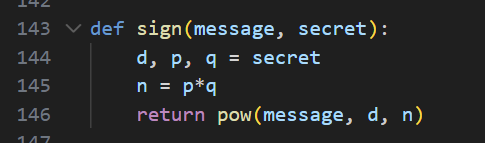 142
143 def sign(message, secret):
144     d, p, q = secret
145     n = p*q
146     return pow(message, d, n)
147